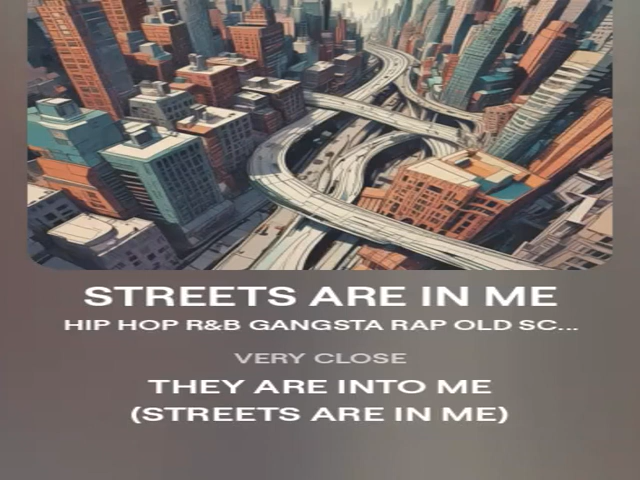 STREETS ARE IN ME
HIP HOP R&B GANGSTA RAP OLD SC...
VERY CLOSE
THEY ARE INTO ME
(STREETS ARE IN ME)